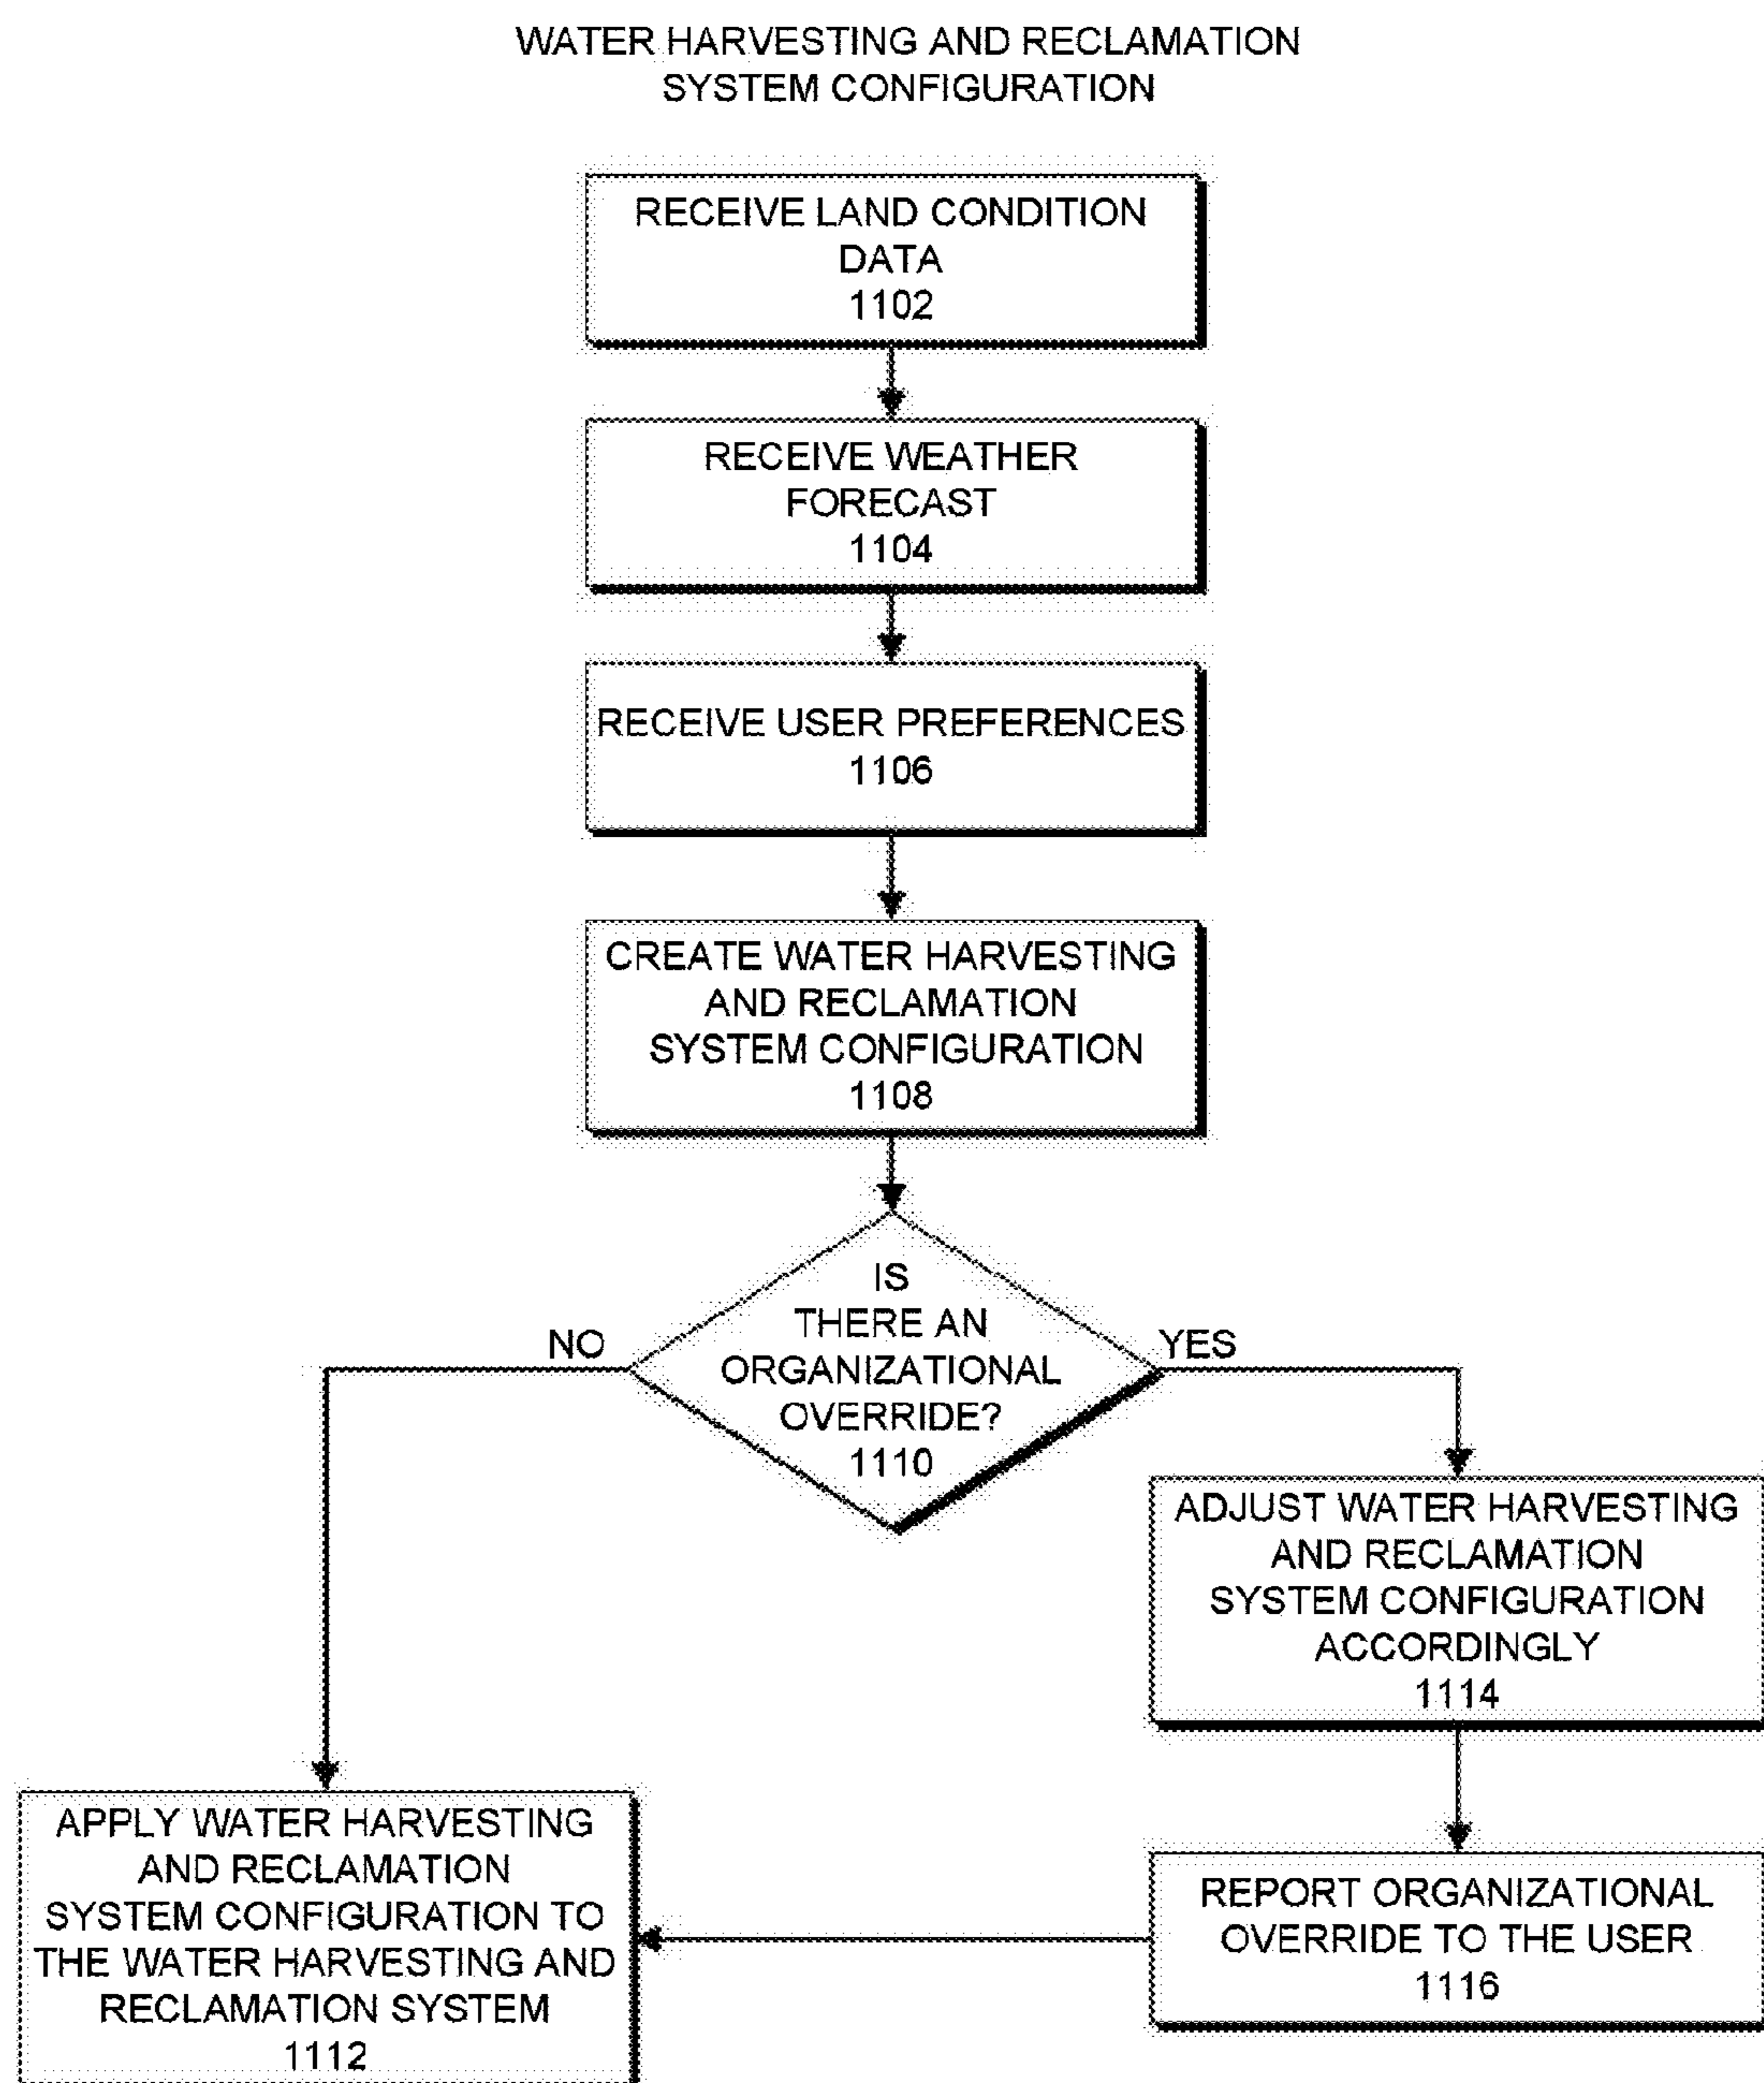 WATER HARVESTING AND RECLAMATION
SYSTEM CONFIGURATION
RECEIVE LAND CONDITION
DATA
1102
RECEIVE WEATHER
FORECAST
1104
RECEIVE USER PREFERENCES
1106
CREATE WATER HARVESTING
AND RECLAMATION
SYSTEM CONFIGURATION
1108
IS
THERE AN
ORGANIZATIONAL
OVERRIDE?
1110
NO
YES
ADJUST WATER HARVESTING
AND RECLAMATION
SYSTEM CONFIGURATION
ACCORDINGLY
1114
APPLY WATER HARVESTING
AND RECLAMATION
SYSTEM CONFIGURATION TO
THE WATER HARVESTING AND
RECLAMATION SYSTEM
1112
REPORT ORGANIZATIONAL
OVERRIDE TO THE USER
1116